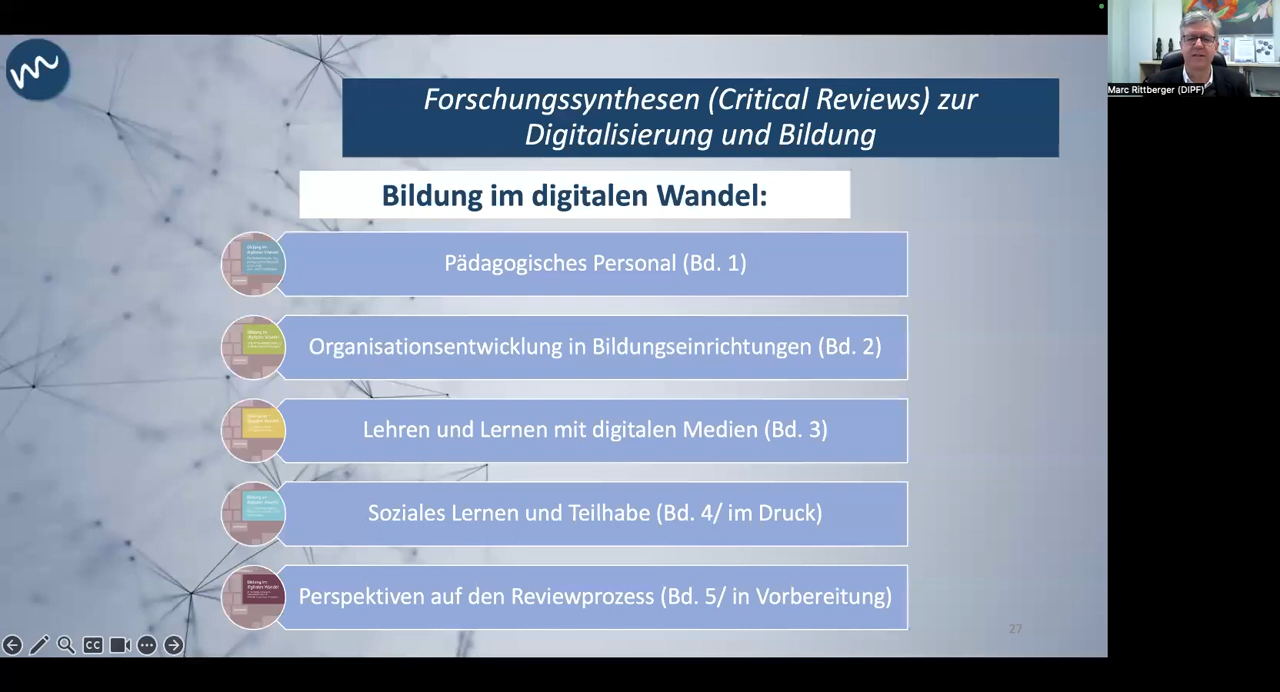 Forschungssynthesen (Critical Reviews) zur
Digitalisierung und Bildung
Marc Rittberger (DIPF)
Bildung im digitalen Wandel:
Pädagogisches Personal (Bd. 1)
Organisationsentwicklung in Bildungseinrichtungen (Bd. 2)
Lehren und Lernen mit digitalen Medien (Bd. 3)
Soziales Lernen und Teilhabe (Bd. 4/ im Druck)
Perspektiven auf den Reviewprozess (Bd. 5/ in Vorbereitung)
27
CC